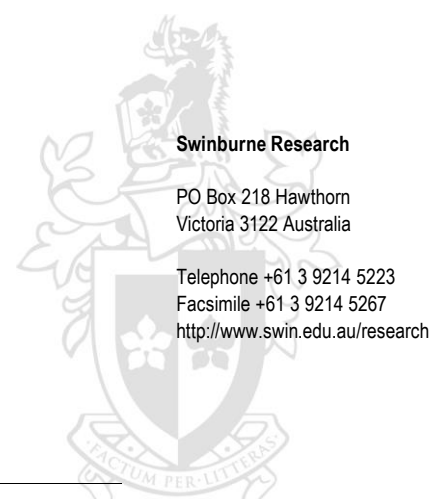 Swinburne Research
PO Box 218 Hawthorn
Victoria 3122 Australia
Telephone +61 3 9214 5223
Facsimile +61 3 9214 5267
http://www.swin.edu.au/research
FACTUM PER·LITTERAS